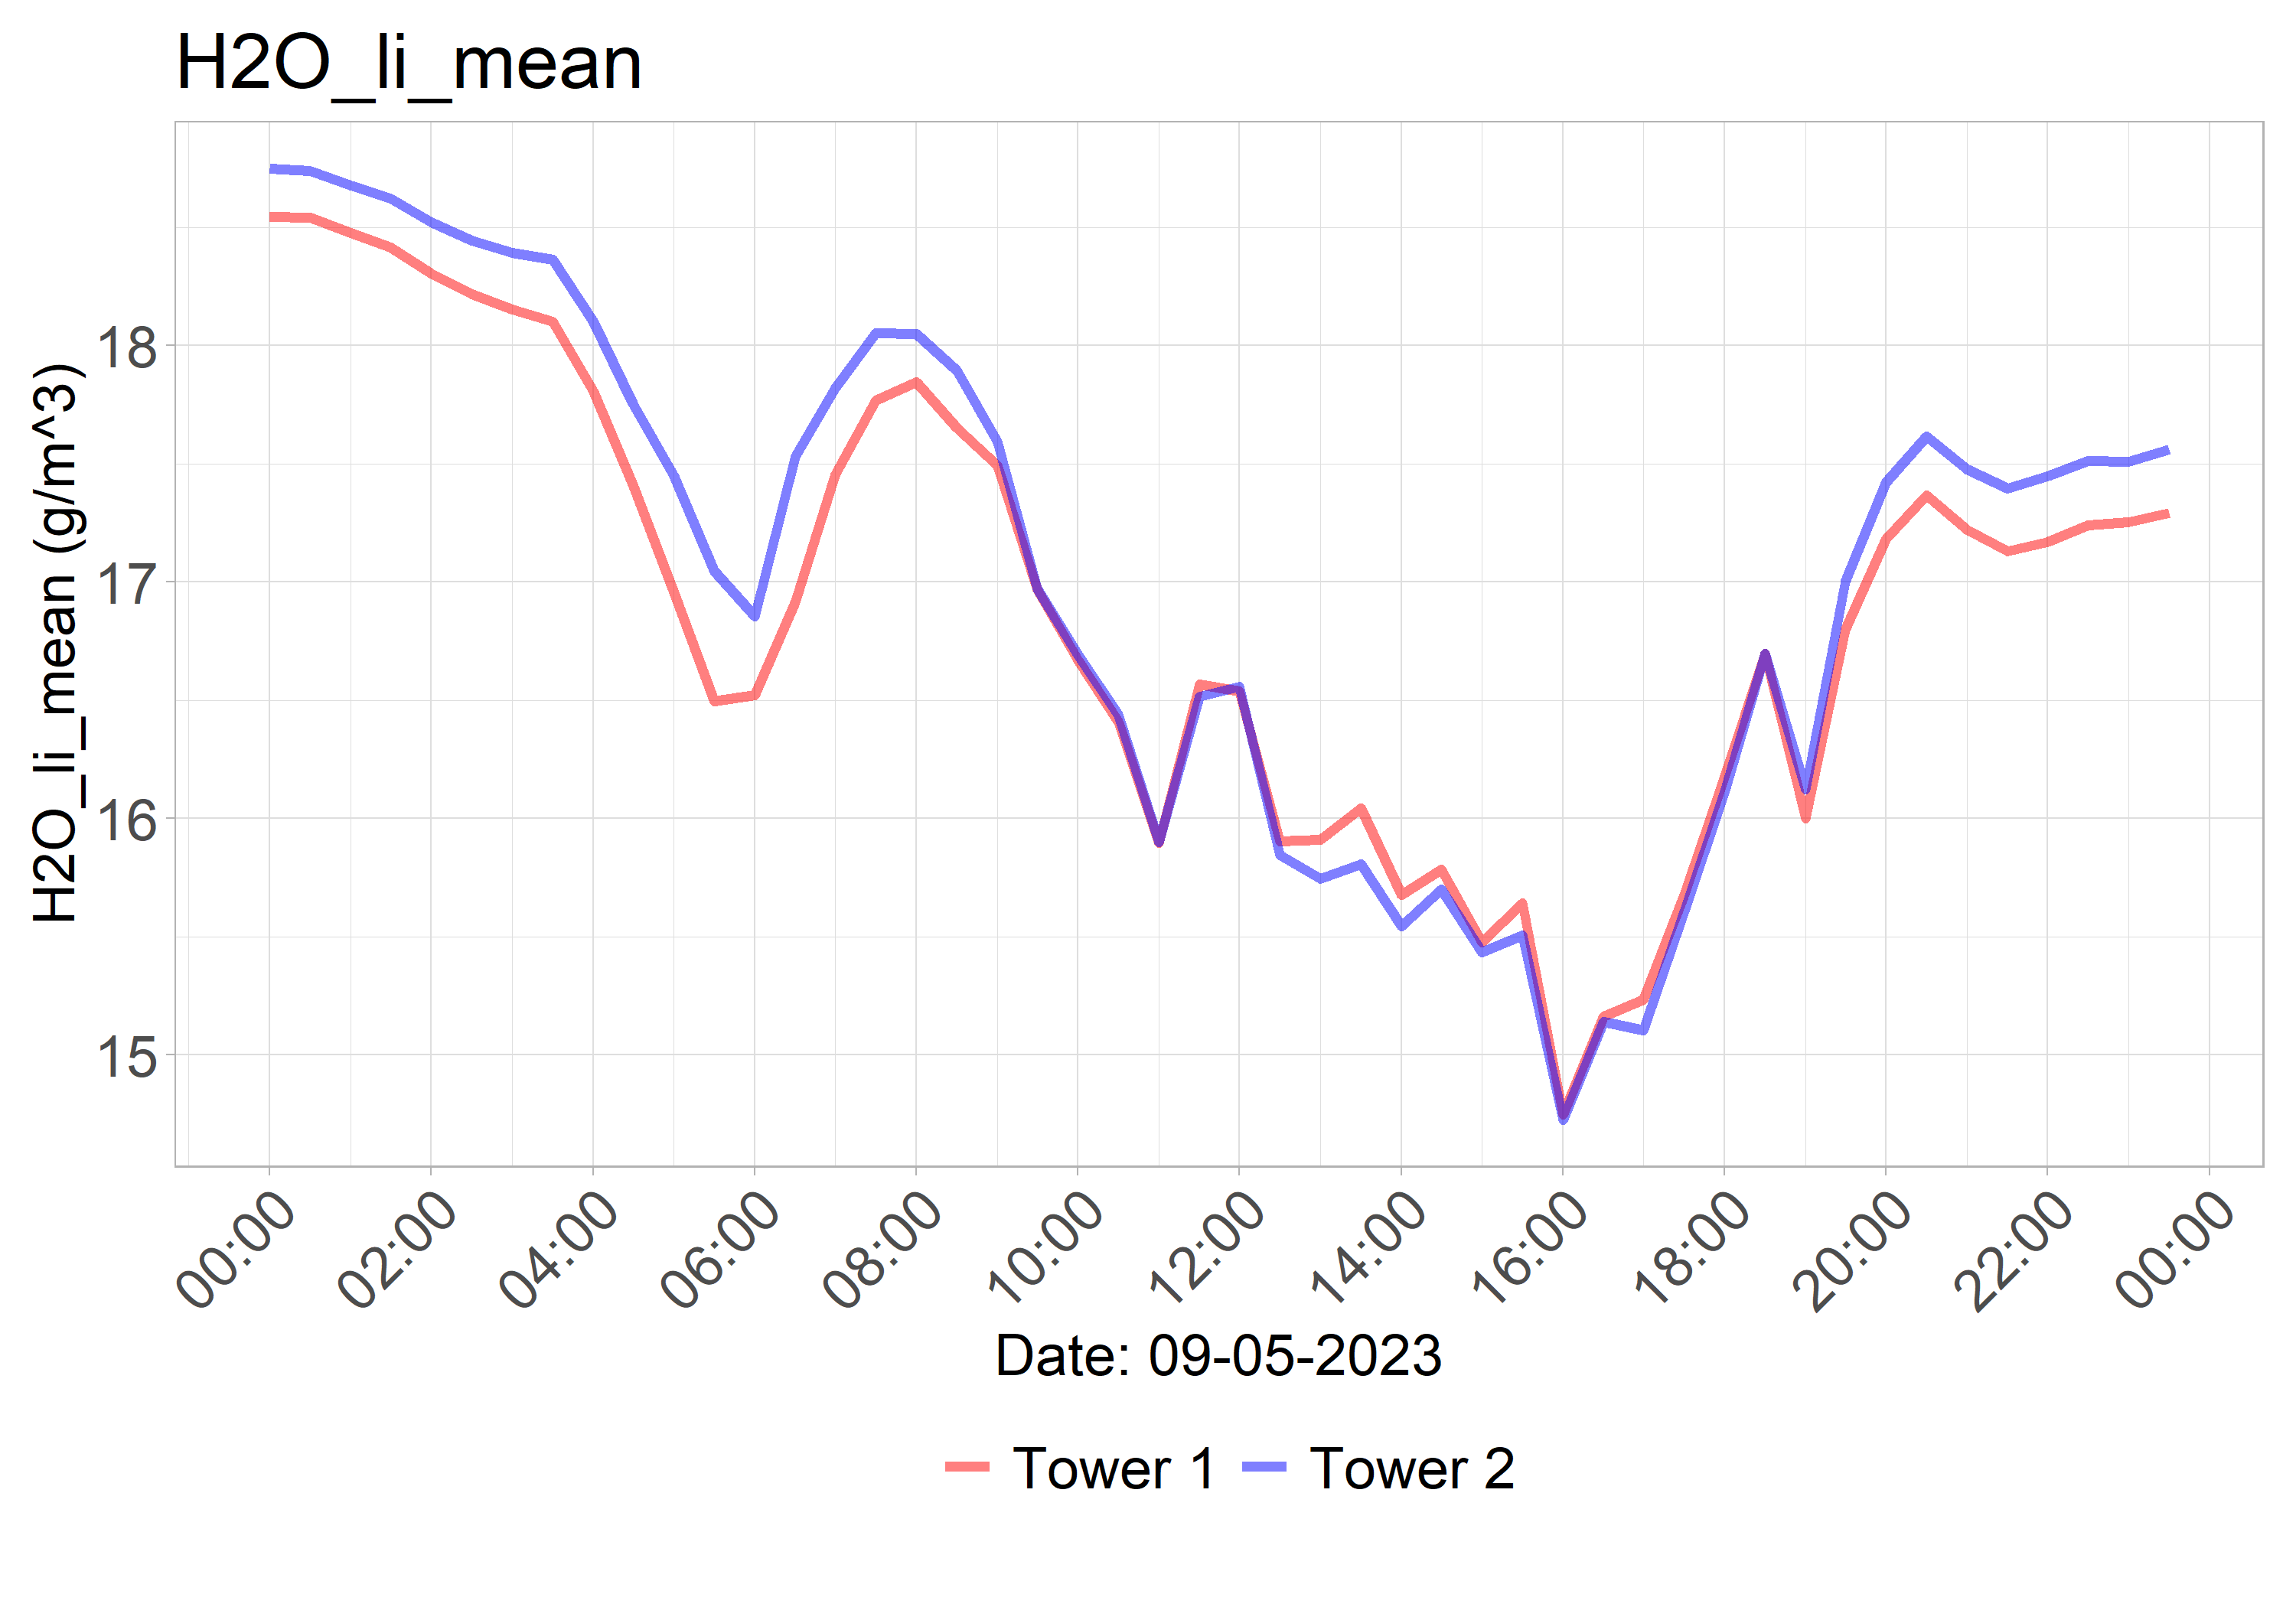 H2O_li_mean
H2O_li_mean (g/m^3)
18
17
16
15
00:00 02:00 04:00 06:00 08:00 10:00 12:00 14:00 16:00 18:00 20:00 22:00 00:00
Date: 09-05-2023
Tower 1 Tower 2